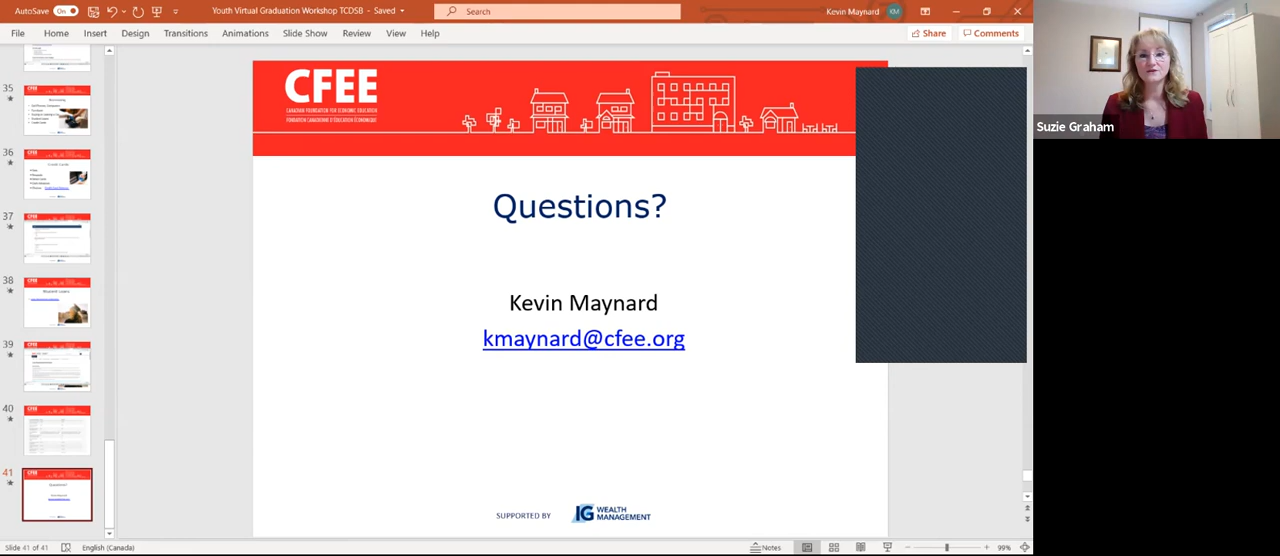 AutoSave On Youth Virtual Graduation Workshop TCDSB - Saved Search Kevin Maynard KM
File Home Insert Design Transitions Animations Slide Show Review View Help Share Comments
Suzie Graham
CFEE
CANADIAN FOUNDATION FOR ECONOMIC EDUCATION
FONDATION CANADIENNE D'ÉDUCATION ÉCONOMIQUE
Questions?
Kevin Maynard
kmaynard@cfee.org
SUPPORTED BY IG WEALTH
MANAGEMENT
35
36
37
38
39
40
41
Questions?
Slide 41 of 41 English (Canada) Notes 99%